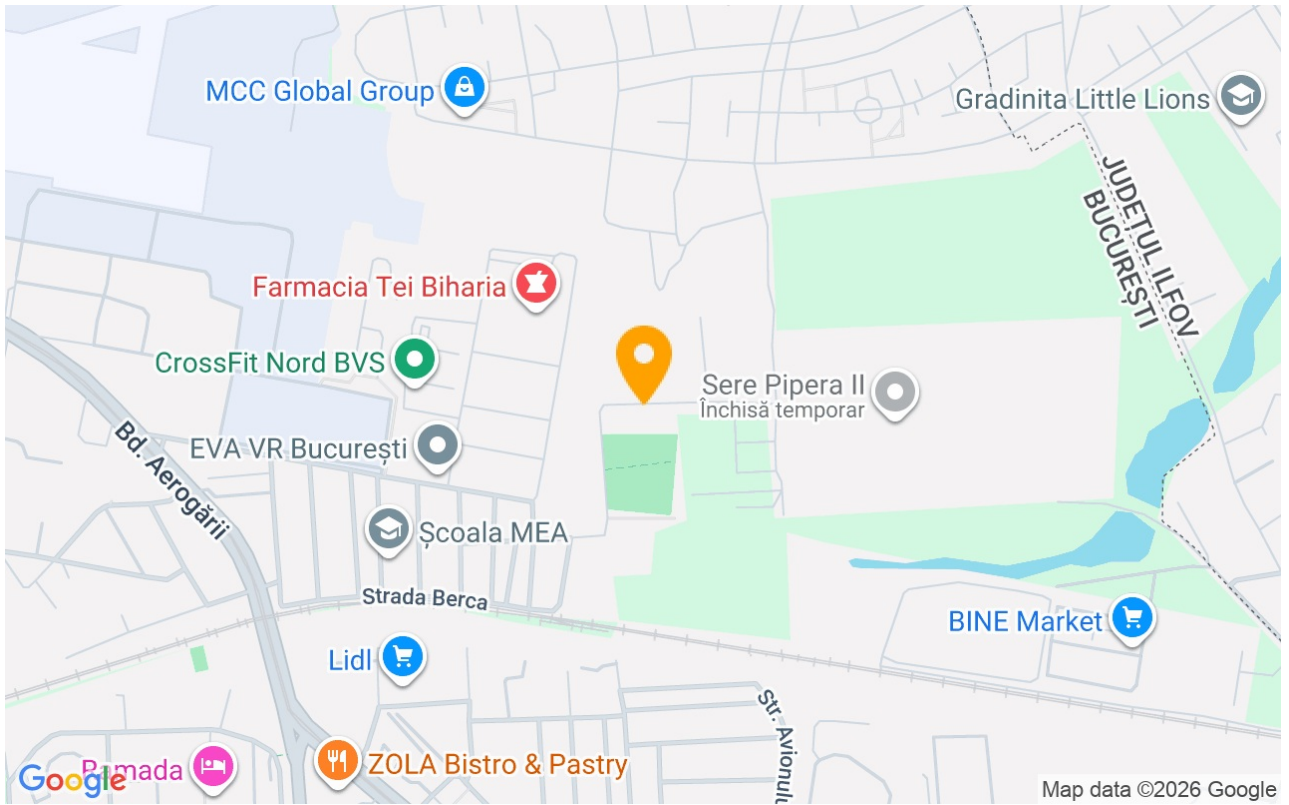 MCC Global Group
Gradinita Little Lions
JUDEȚUL ILFOV
BUCUREȘTI
Farmacia Tei Biharia
CrossFit Nord BVS
Sere Pipera II
Închisă temporar
Bd. Aerogării
EVA VR București
Școala MEA
Strada Berca
BINE Market
Lidl
Str. Avionului
ZOLA Bistro & Pastry
Ramada
Google
Map data ©2026 Google